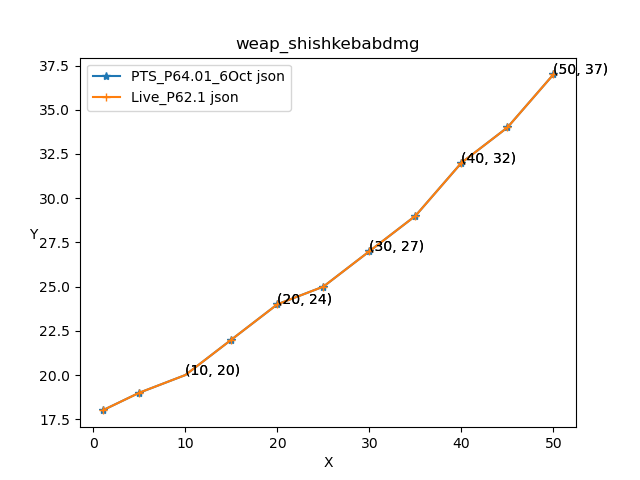 weap_shishkebabdmg
PTS_P64.01_6Oct json
Live_P62.1 json
37.5
35.0
32.5
30.0
27.5
25.0
22.5
20.0
17.5
Y
(50, 37)
(40, 32)
(30, 27)
(20, 24)
(10, 20)
0 10 20 30 40 50
X